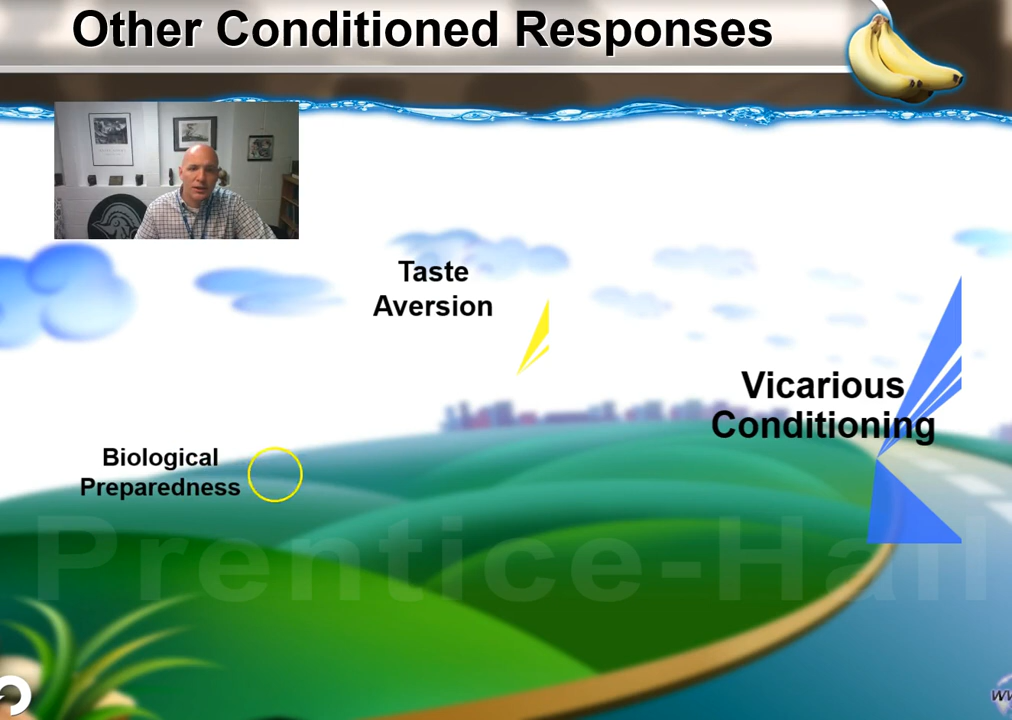 Other Conditioned Responses
Taste
Aversion
Vicarious
Conditioning
Biological
Preparedness
Prentice-Hall